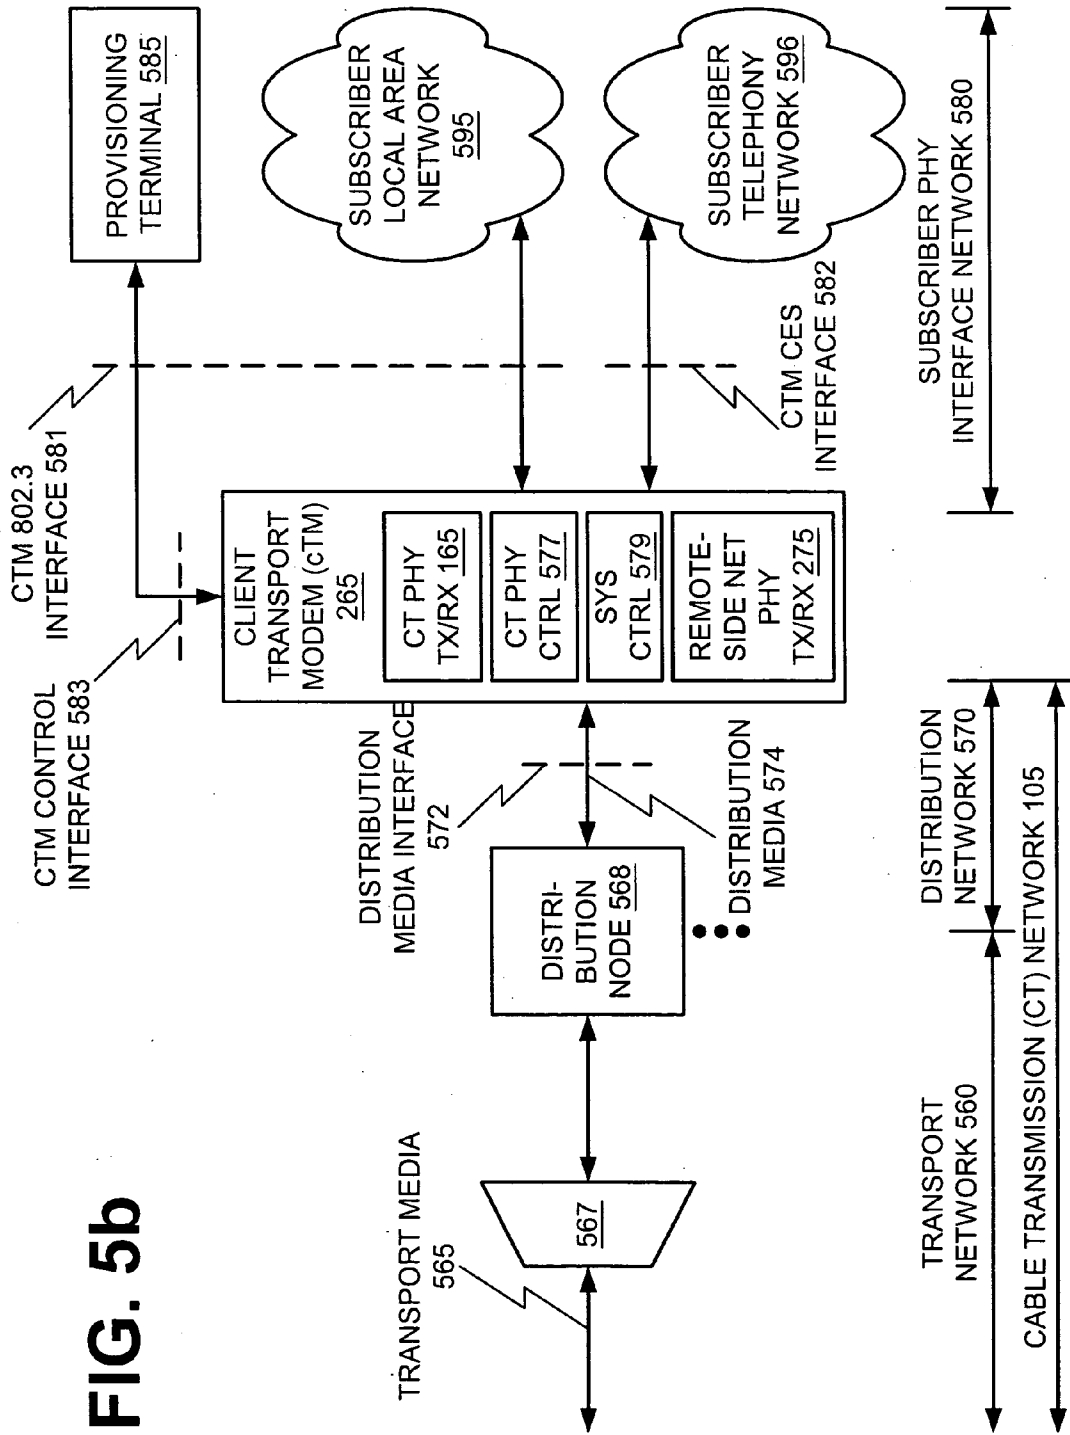 FIG. 5b
TRANSPORT MEDIA
565
567
DISTRI-
BUTION
NODE 568
DISTRIBUTION
MEDIA INTERFACE
572
DISTRIBUTION
MEDIA 574
CTM CONTROL
INTERFACE 583
CTM 802.3
INTERFACE 581
CLIENT
TRANSPORT
MODEM (cTM)
265
CT PHY
TX/RX 165
CT PHY
CTRL 577
SYS
CTRL 579
REMOTE-
SIDE NET
PHY
TX/RX 275
CTM CES
INTERFACE 582
PROVISIONING
TERMINAL 585
SUBSCRIBER
LOCAL AREA
NETWORK
595
SUBSCRIBER
TELEPHONY
NETWORK 596
TRANSPORT
NETWORK 560
DISTRIBUTION
NETWORK 570
SUBSCRIBER PHY
INTERFACE NETWORK 580
CABLE TRANSMISSION (CT) NETWORK 105